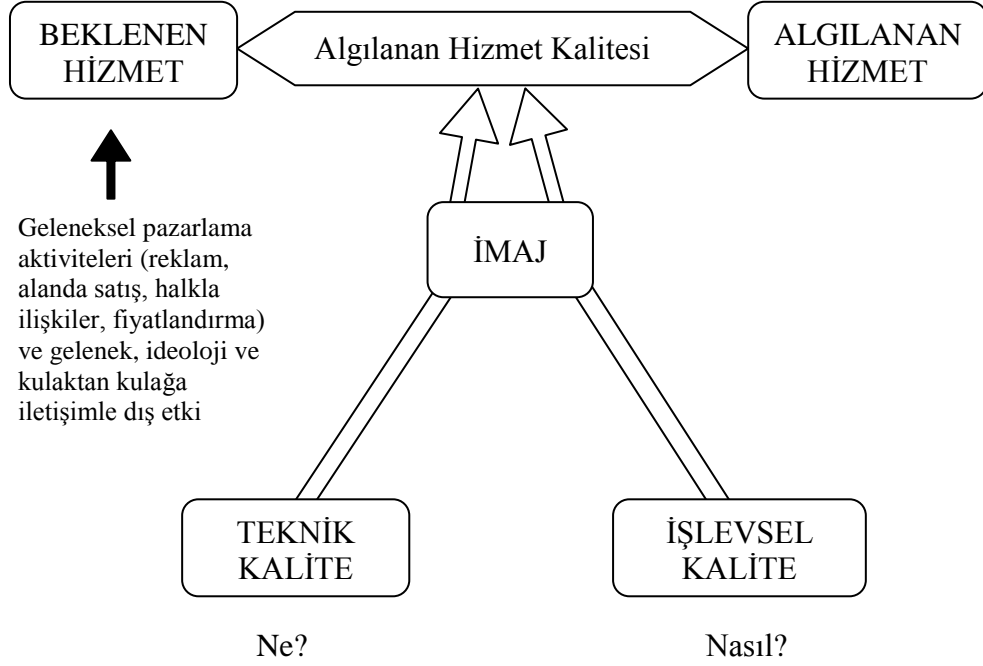 BEKLENEN
HİZMET
Algılanan Hizmet Kalitesi
ALGILANAN
HİZMET
Geleneksel pazarlama
aktiviteleri (reklam,
alanda satış, halkla
ilişkiler, fiyatlandırma)
ve gelenek, ideoloji ve
kulaktan kulağa
iletişimle dış etki
İMAJ
TEKNİK
KALİTE
İŞLEVSEL
KALİTE
Ne?
Nasıl?